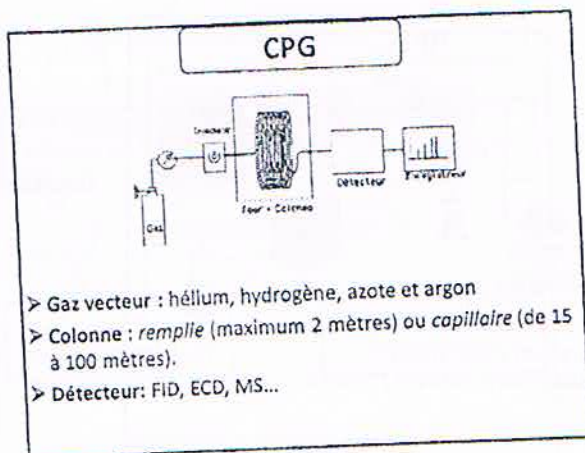 CPG
Injecteur
Détecteur
Enregistreur
Four + Colonne
Gaz
➢ Gaz vecteur : hélium, hydrogène, azote et argon
➢ Colonne : remplie (maximum 2 mètres) ou capillaire (de 15
à 100 mètres).
➢ Détecteur: FID, ECD, MS...